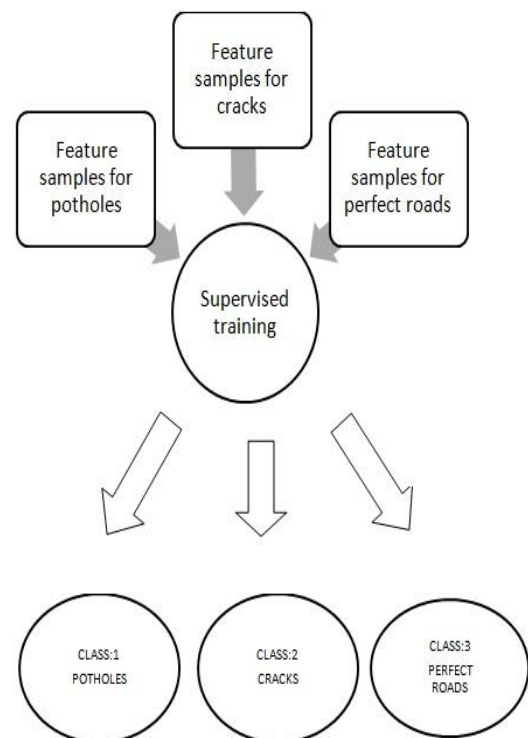 Feature
samples for
cracks
Feature
samples for
potholes
Feature
samples for
perfect roads
Supervised
training
CLASS:1
POTHOLES
CLASS:2
CRACKS
CLASS:3
PERFECT
ROADS